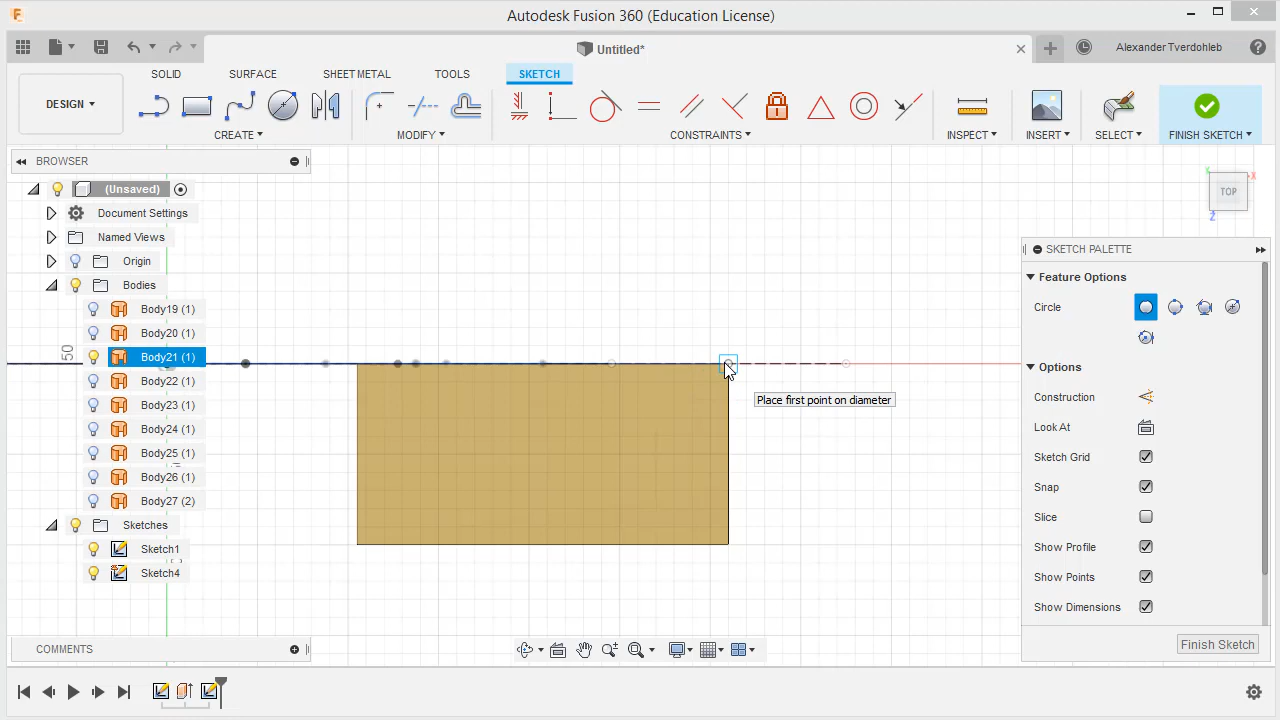 Autodesk Fusion 360 (Education License)
Untitled*
Alexander Tverdohleb
DESIGN
SOLID
SURFACE
SHEET METAL
TOOLS
SKETCH
CREATE
MODIFY
CONSTRAINTS
INSPECT
INSERT
SELECT
FINISH SKETCH
BROWSER
(Unsaved)
Document Settings
Named Views
Origin
Bodies
Body19 (1)
Body20 (1)
Body21 (1)
Body22 (1)
Body23 (1)
Body24 (1)
Body25 (1)
Body26 (1)
Body27 (2)
Sketches
Sketch1
Sketch4
50
Place first point on diameter
TOP
X
Y
Z
SKETCH PALETTE
Feature Options
Circle
Options
Construction
Look At
Sketch Grid
Snap
Slice
Show Profile
Show Points
Show Dimensions
Finish Sketch
COMMENTS